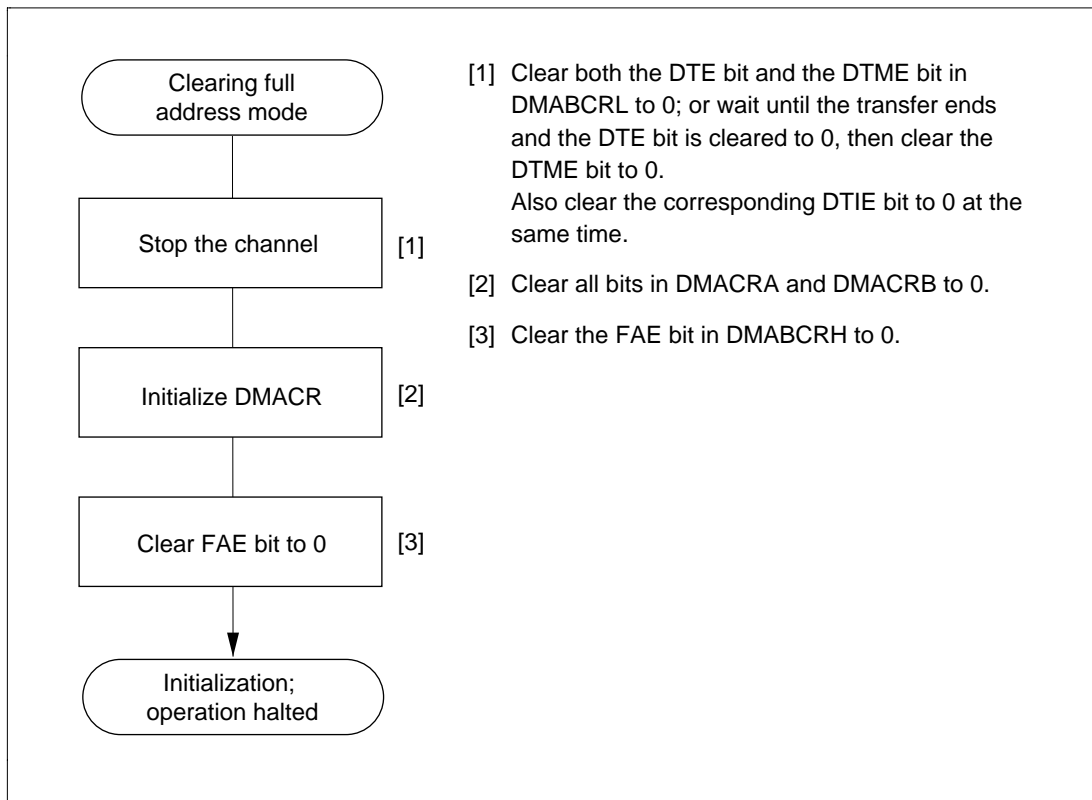 Clearing full
address mode
Stop the channel
[1]
Initialize DMACR
[2]
Clear FAE bit to 0
[3]
Initialization;
operation halted
[1] Clear both the DTE bit and the DTME bit in
DMABCRL to 0; or wait until the transfer ends
and the DTE bit is cleared to 0, then clear the
DTME bit to 0.
Also clear the corresponding DTIE bit to 0 at the
same time.
[2] Clear all bits in DMACRA and DMACRB to 0.
[3] Clear the FAE bit in DMABCRH to 0.